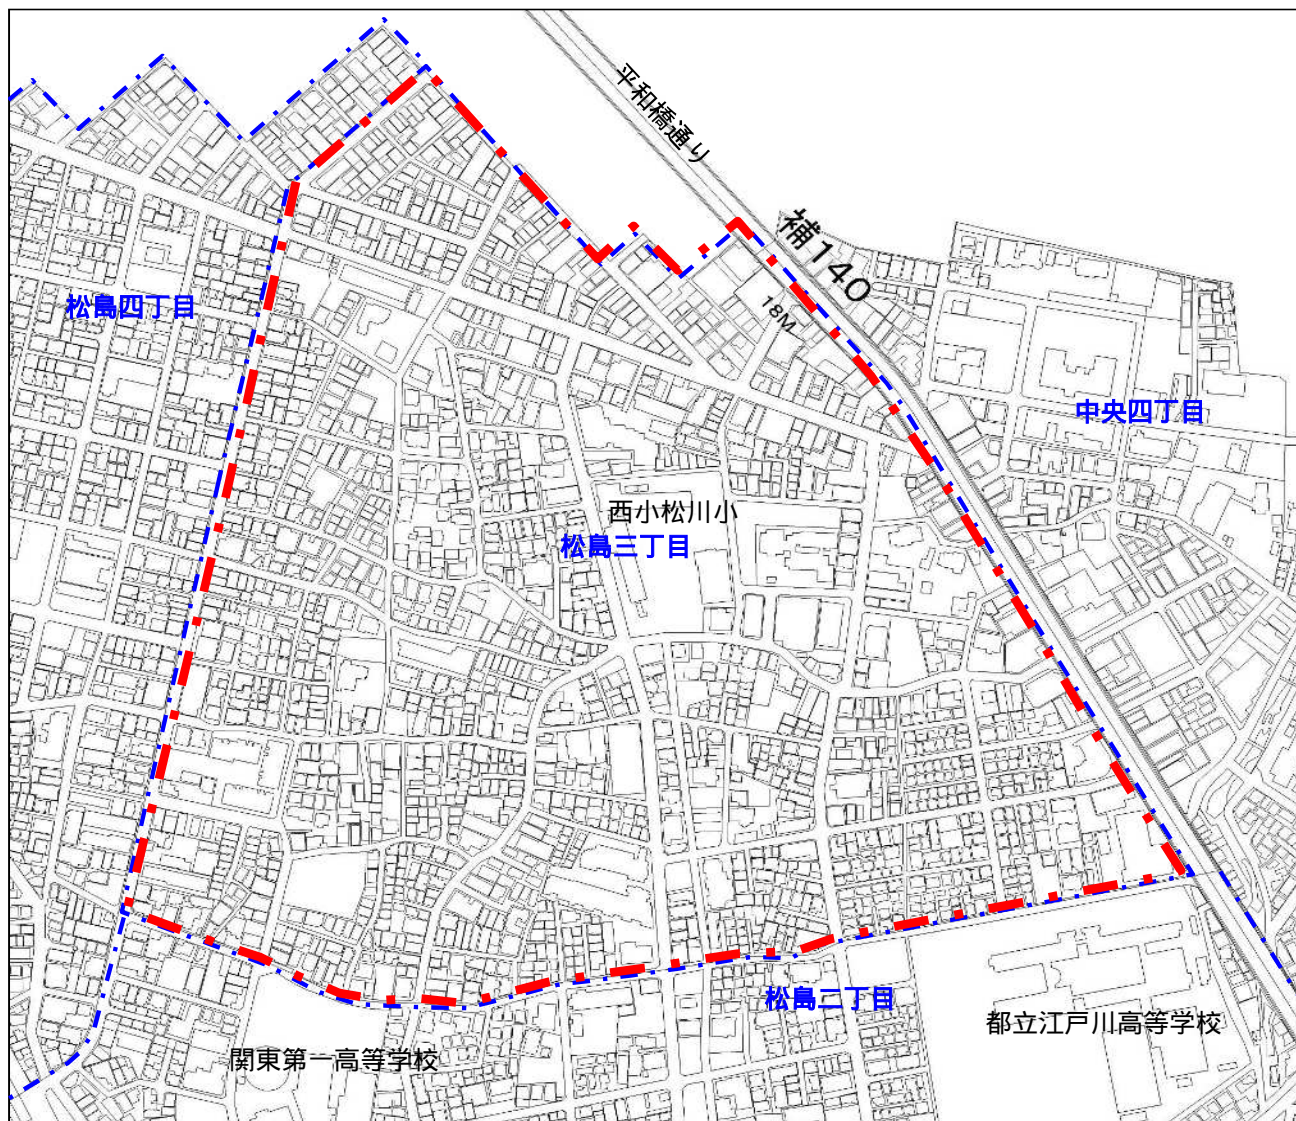 平和橋通り
補140
18M
松島四丁目
中央四丁目
西小松川小
松島三丁目
松島二丁目
都立江戸川高等学校
関東第一高等学校